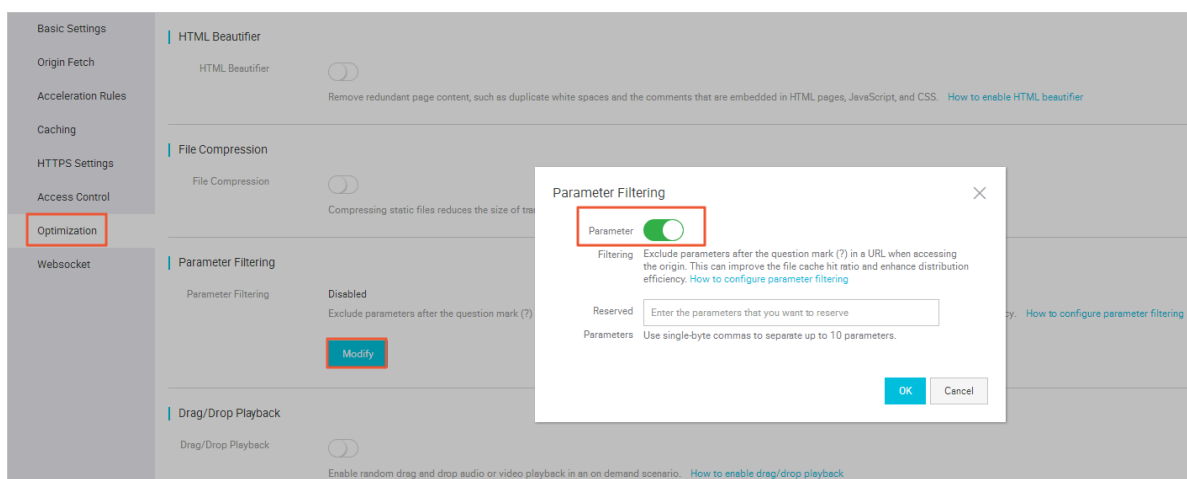 Basic Settings
Origin Fetch
Acceleration Rules
Caching
HTTPS Settings
Access Control
Optimization
Websocket
HTML Beautifier
HTML Beautifier
Remove redundant page content, such as duplicate white spaces and the comments that are embedded in HTML pages, JavaScript, and CSS. How to enable HTML beautifier
File Compression
File Compression
Compressing static files reduces the size of
Parameter Filtering
Parameter Filtering
Disabled
Exclude parameters after the question mark (?)
cy. How to configure parameter filtering
Modify
Drag/Drop Playback
Drag/Drop Playback
Enable random drag and drop audio or video playback in an on demand scenario. How to enable drag/drop playback
Parameter Filtering
Parameter
Filtering
Exclude parameters after the question mark (?) in a URL when accessing
the origin. This can improve the file cache hit ratio and enhance distribution
efficiency. How to configure parameter filtering
Reserved
Parameters
Enter the parameters that you want to reserve
Use single-byte commas to separate up to 10 parameters.
OK
Cancel